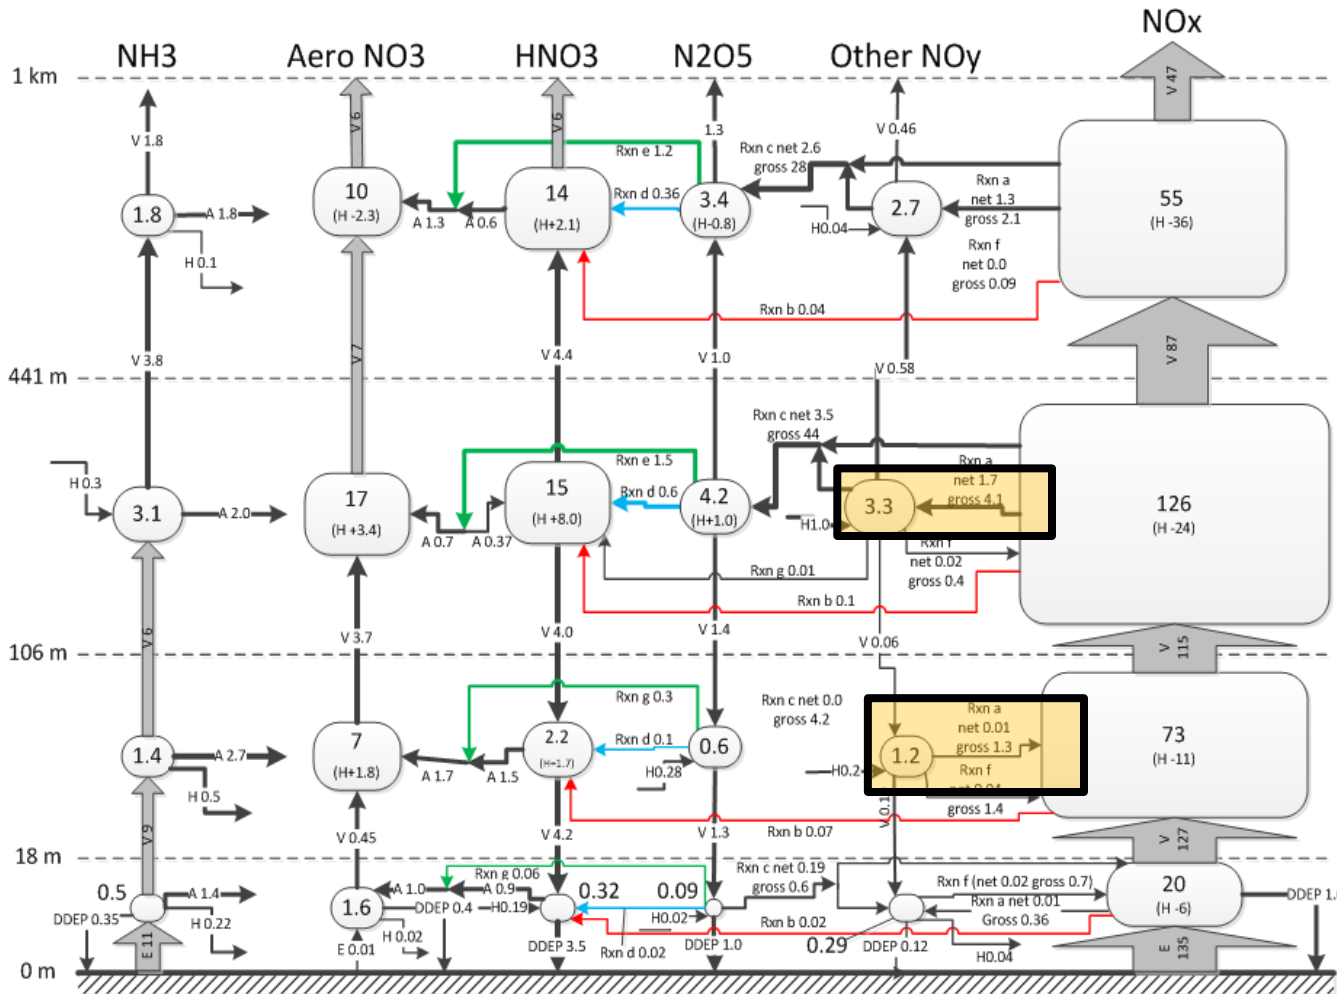 NH3
Aero NO3
HNO3
N2O5
Other NOy
NOx
1 km
V 1.8
V 6
V 6
1.3
V 0.46
V 47
Rxn e 1.2
Rxn c net 2.6
gross 28
1.8
A 1.8
H 0.1
10
(H -2.3)
A 1.3
A 0.6
14
(H+2.1)
Rxn d 0.36
3.4
(H-0.8)
H0.04
2.7
Rxn a
net 1.3
gross 2.1
Rxn f
net 0.0
gross 0.09
55
(H -36)
Rxn b 0.04
V 3.8
V 7
V 4.4
V 1.0
V 0.58
V 87
441 m
Rxn c net 3.5
gross 44
Rxn e 1.5
H 0.3
3.1
A 2.0
17
(H +3.4)
A 0.7
A 0.37
15
(H +8.0)
Rxn d 0.6
4.2
(H+1.0)
H1.0
3.3
Rxn a
net 1.7
gross 4.1
Rxn f
net 0.02
gross 0.4
126
(H -24)
Rxn g 0.01
Rxn b 0.1
V 6
V 3.7
V 4.0
V 1.4
V 0.06
V
115
106 m
Rxn g 0.3
Rxn c net 0.0
gross 4.2
1.4
A 2.7
H 0.5
7
(H+1.8)
A 1.7
A 1.5
2.2
(H+1.7)
Rxn d 0.1
0.6
H0.28
H0.2
1.2
Rxn a
net 0.01
gross 1.3
Rxn f
gross 1.4
73
(H -11)
Rxn b 0.07
V 9
V 0.45
V 4.2
V 1.3
V 0.1
V
127
18 m
Rxn g 0.06
Rxn c net 0.19
gross 0.6
0.5
A 1.4
H 0.22
DDEP 0.35
1.6
A 1.0
A 0.9
DDEP 0.4
H0.19
H 0.02
0.32
0.09
H0.02
Rxn f (net 0.02 gross 0.7)
Rxn a net 0.01
Gross 0.36
20
(H -6)
DDEP 1.
Rxn b 0.02
0.29
E 11
E 0.01
DDEP 3.5
Rxn d 0.02
DDEP 1.0
DDEP 0.12
H0.04
E
135
0 m